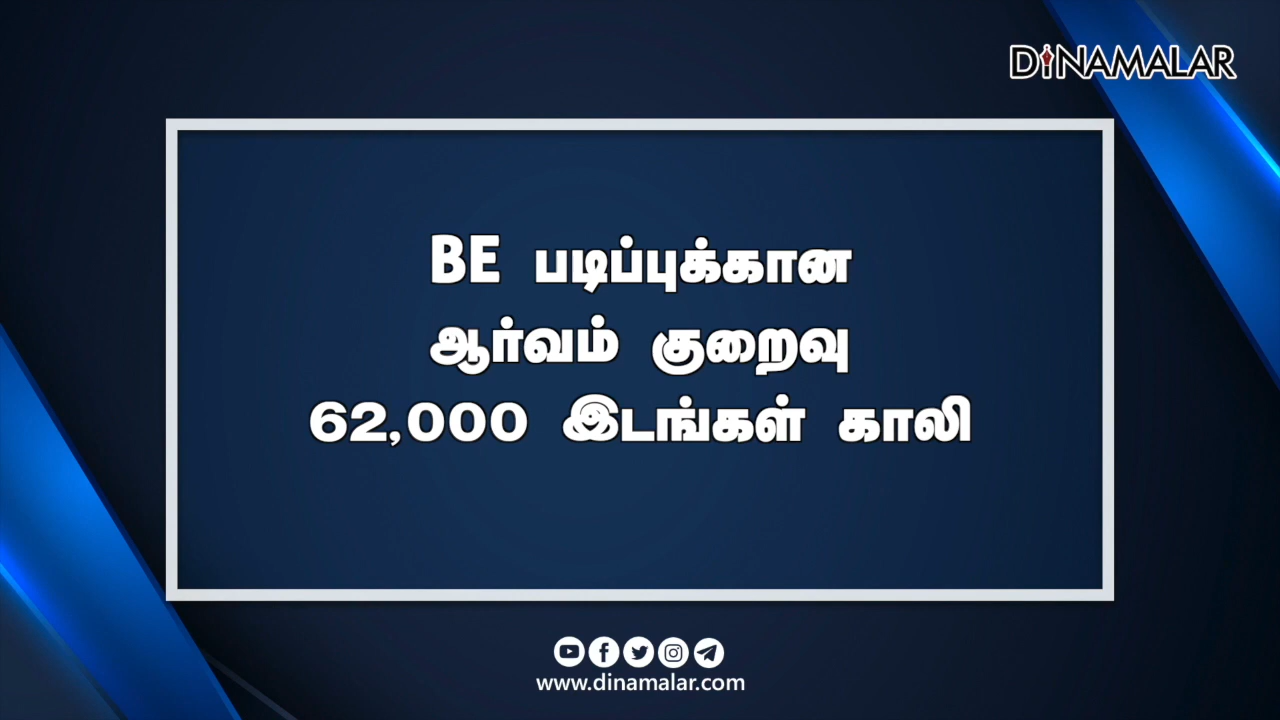 DINAMALAR
BE படிப்புக்கான
ஆர்வம் குறைவு
62,000 இடங்கள் காலி
www.dinamalar.com